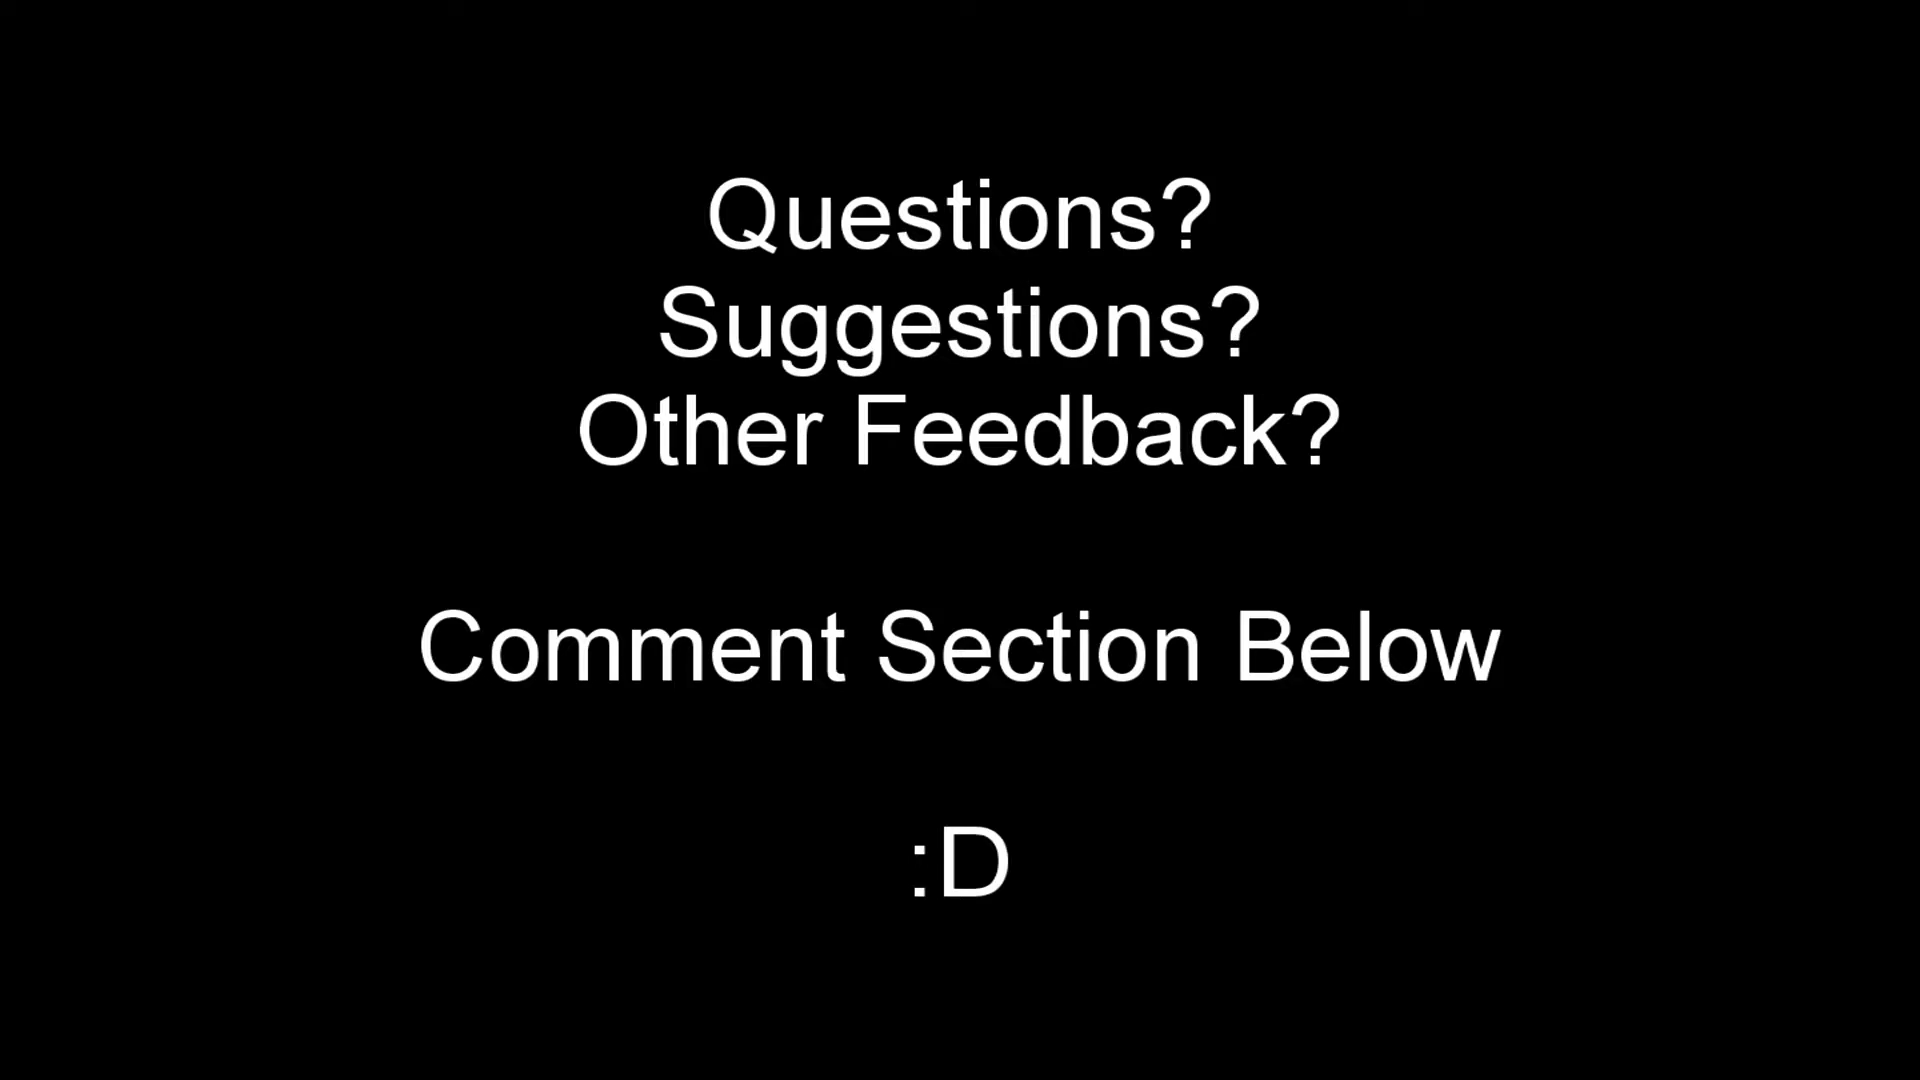 Questions?
Suggestions?
Other Feedback?
Comment Section Below
:D